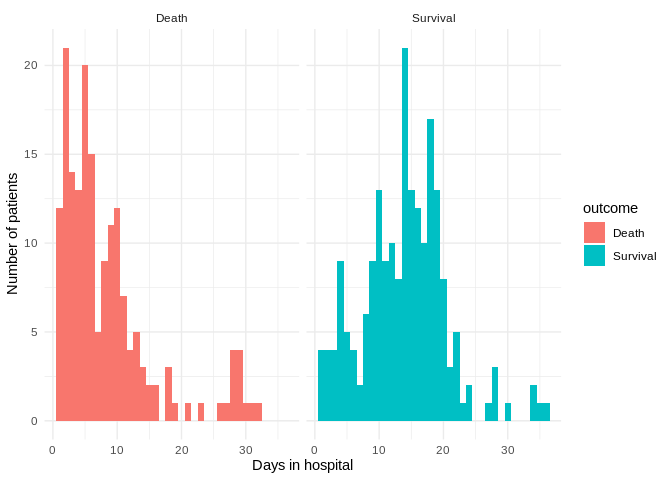 Death Survival
20
15
10
5
0
Number of patients
0 10 20 30 0 10 20 30
Days in hospital
outcome
Death
Survival